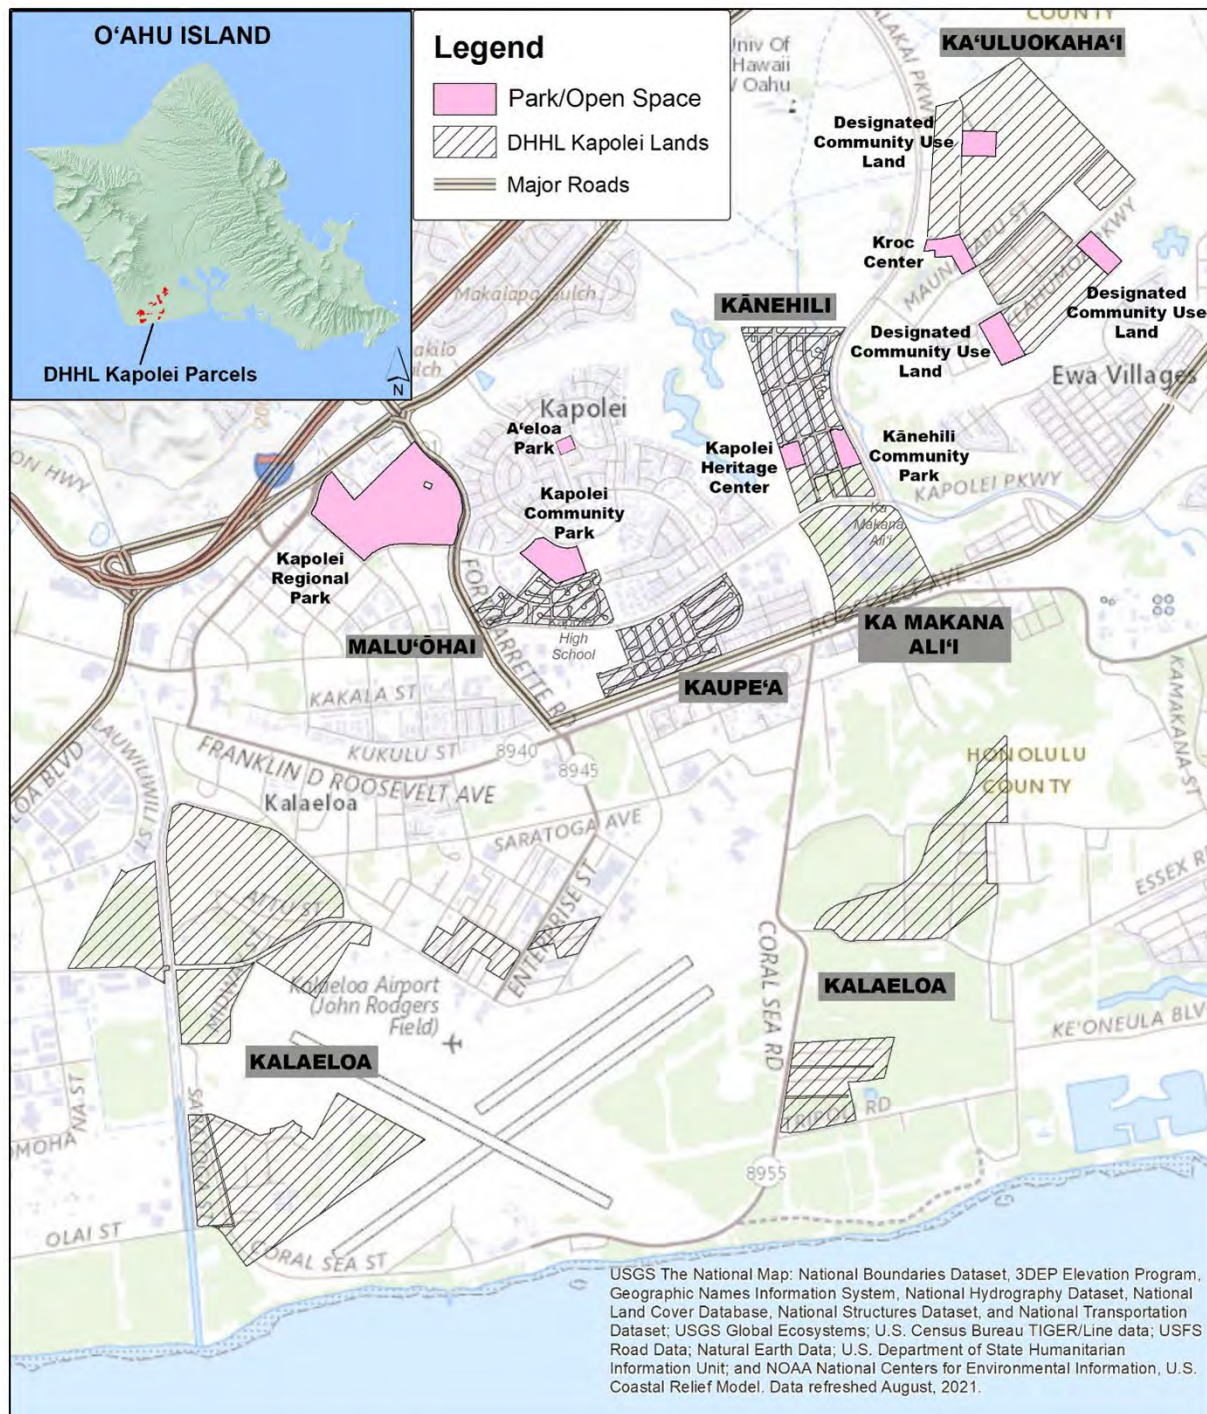 O‘AHU ISLAND
DHHL Kapolei Parcels
N
Legend
Park/Open Space
DHHL Kapolei Lands
Major Roads
COUNTY
KA‘ULUOKAHA‘I
Univ Of
Hawaii
Oahu
Designated
Community Use
Land
Kroc
Center
Designated
Community Use
Land
Designated
Community Use
Land
Ewa Villages
Makalapa Gulch
KĀNEHILI
Kapolei
A‘eloa
Park
Kapolei
Heritage
Center
Kānehili
Community
Park
KAPOLEI PKWY
Ka
Makana
Ali‘i
Kapolei
Community
Park
Kapolei
Regional
Park
MALU‘ŌHAI
High
School
KAUPE‘A
KA MAKANA
ALI‘I
KAKALA ST
KUKULU ST
8940
8945
FRANKLIN D ROOSEVELT AVE
Kalaeloa
LAUWILIWILI ST
SARATOGA AVE
ENTERPRISE ST
HONOLULU
COUNTY
KAMAKANA ST
CORAL SEA RD
KALAELOA
Kalaeloa Airport
(John Rodgers
Field)
KALAELOA
KE'ONEULA BLV
TRIPOLI RD
8955
OLAI ST
CORAL SEA ST
USGS The National Map: National Boundaries Dataset, 3DEP Elevation Program,
Geographic Names Information System, National Hydrography Dataset, National
Land Cover Database, National Structures Dataset, and National Transportation
Dataset; USGS Global Ecosystems; U.S. Census Bureau TIGER/Line data; USFS
Road Data; Natural Earth Data; U.S. Department of State Humanitarian
Information Unit; and NOAA National Centers for Environmental Information, U.S.
Coastal Relief Model. Data refreshed August, 2021.